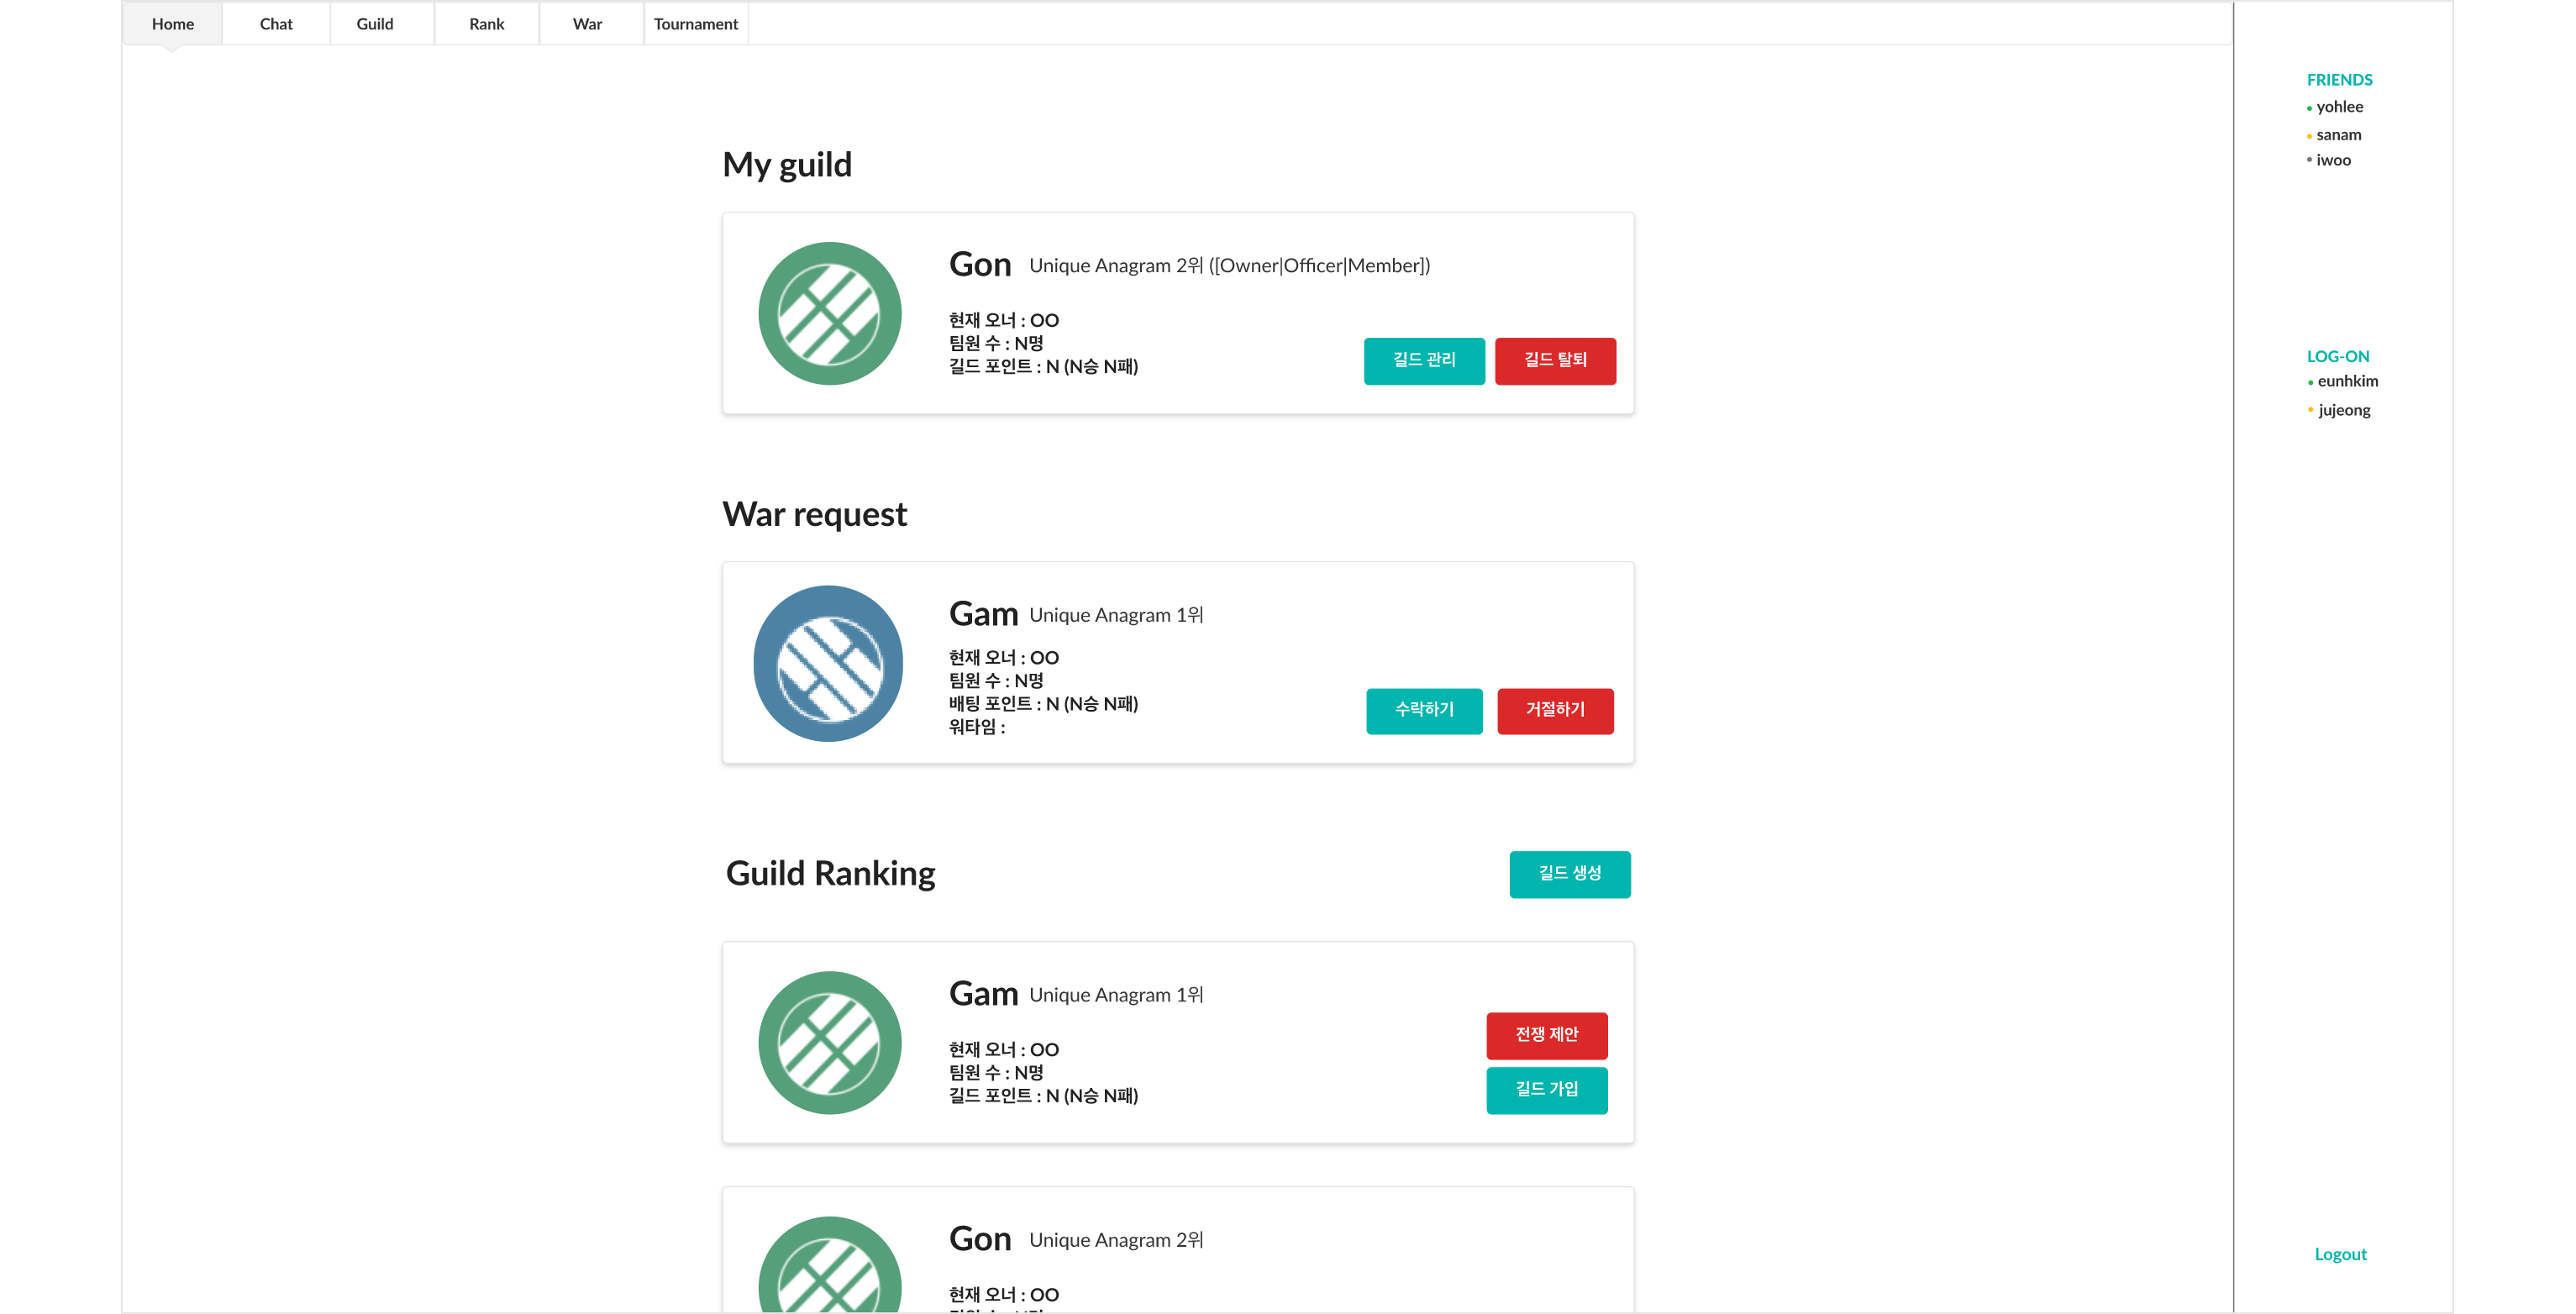 Home Chat Guild Rank War Tournament
FRIENDS
yohlee
sanam
iwoo
LOG-ON
eunhkim
jujeong
My guild
Gon Unique Anagram 2위 ([Owner|Officer|Member])
현재 오너 : OO
팀원 수 : N명
길드 포인트 : N (N승 N패)
길드 관리 길드 탈퇴
War request
Gam Unique Anagram 1위
현재 오너 : OO
팀원 수 : N명
배팅 포인트 : N (N승 N패)
워타임 :
수락하기 거절하기
Guild Ranking
길드 생성
Gam Unique Anagram 1위
현재 오너 : OO
팀원 수 : N명
길드 포인트 : N (N승 N패)
전쟁 제안
길드 가입
Gon Unique Anagram 2위
현재 오너 : OO
Logout